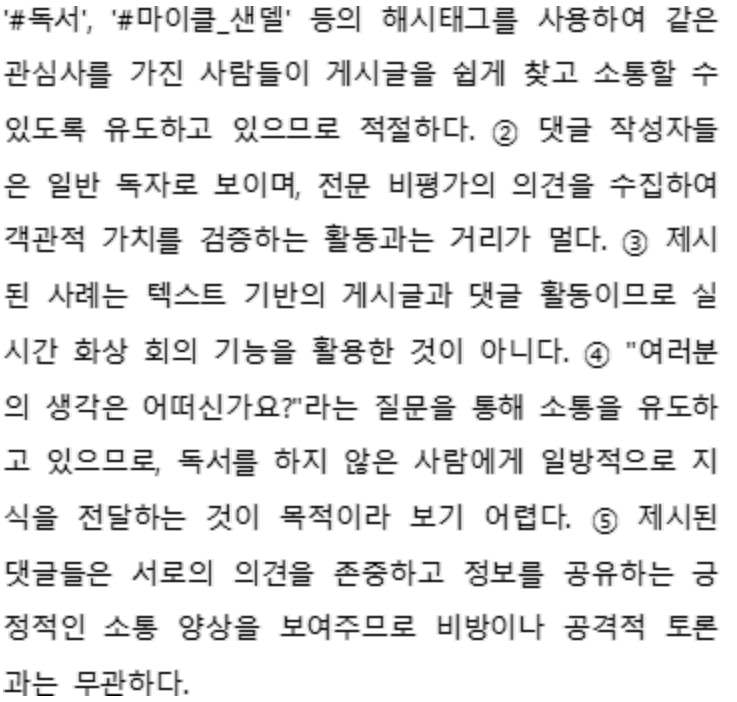 '#독서', '#마이클_샌델' 등의 해시태그를 사용하여 같은
관심사를 가진 사람들이 게시글을 쉽게 찾고 소통할 수
있도록 유도하고 있으므로 적절하다. ② 댓글 작성자들
은 일반 독자로 보이며, 전문 비평가의 의견을 수집하여
객관적 가치를 검증하는 활동과는 거리가 멀다. ③ 제시
된 사례는 텍스트 기반의 게시글과 댓글 활동이므로 실
시간 화상 회의 기능을 활용한 것이 아니다. ④ "여러분
의 생각은 어떠신가요?"라는 질문을 통해 소통을 유도하
고 있으므로, 독서를 하지 않은 사람에게 일방적으로 지
식을 전달하는 것이 목적이라 보기 어렵다. ⑤ 제시된
댓글들은 서로의 의견을 존중하고 정보를 공유하는 긍
정적인 소통 양상을 보여주므로 비방이나 공격적 토론
과는 무관하다.